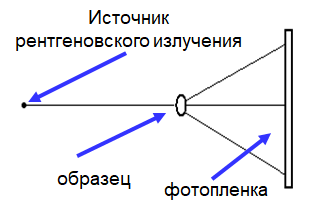 Источник
рентгеновского излучения
образец
фотопленка